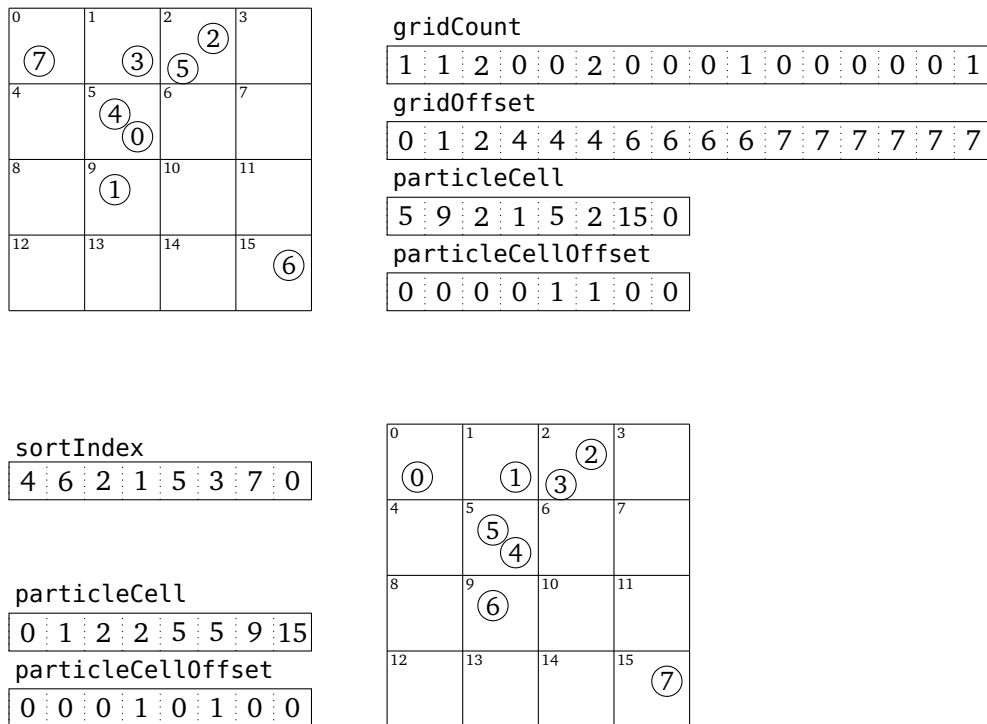 0 1 2 3
7 3 2
5
4 5 6 7
4
0
8 9 10 11
1
12 13 14 15
6
gridCount
1 1 2 0 0 2 0 0 0 1 0 0 0 0 0 1
gridOffset
0 1 2 4 4 4 6 6 6 6 7 7 7 7 7 7
particleCell
5 9 2 1 5 2 15 0
particleCellOffset
0 0 0 0 1 1 0 0
sortIndex
4 6 2 1 5 3 7 0
particleCell
0 1 2 2 5 5 9 15
particleCellOffset
0 0 0 1 0 1 0 0
0 1 2 3
0 1 2
3
4 5 6 7
5
4
8 9 10 11
6
12 13 14 15
7